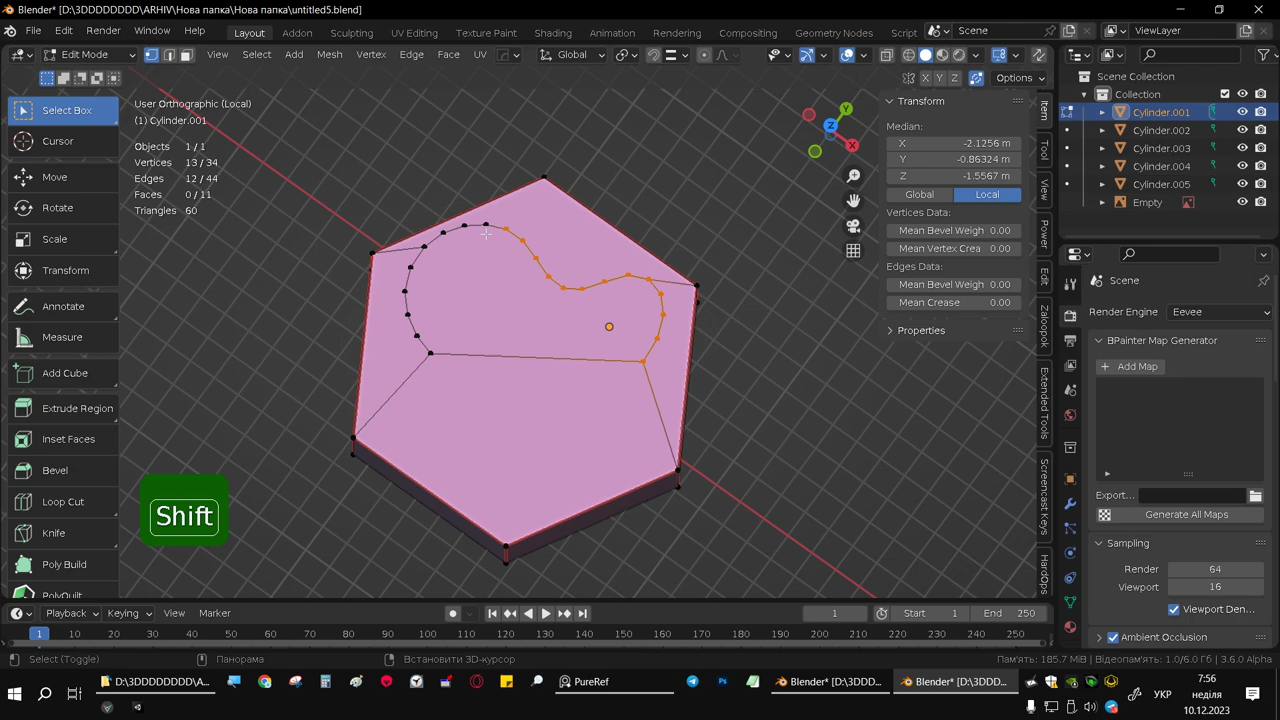 Blender* [D:\3DDDDDDDD\ARHIV\Нова папка\Нова папка\untitled5.blend]
File Edit Render Window Help Layout Addon Sculpting UV Editing Texture Paint Shading Animation Rendering Compositing Geometry Nodes Script Scene ViewLayer
Edit Mode View Select Add Mesh Vertex Edge Face UV Global
X Y Z Options
Select Box
Cursor
Move
Rotate
Scale
Transform
Annotate
Measure
Add Cube
Extrude Region
Inset Faces
Bevel
Loop Cut
Knife
Poly Build
PolyQuilt
User Orthographic (Local)
(1) Cylinder.001
Objects 1 / 1
Vertices 13 / 34
Edges 12 / 44
Faces 0 / 11
Triangles 60
Shift
Y
Z
X
Transform
Median:
X -2.1256 m
Y -0.86324 m
Z -1.5567 m
Global Local
Vertices Data:
Mean Bevel Weigh 0.00
Mean Vertex Crea 0.00
Edges Data:
Mean Bevel Weigh 0.00
Mean Crease 0.00
Properties
Item
Tool
View
Power
Edit
Zaloopok
Extended Tools
Screencast Keys
HardOps
Scene Collection
Collection
Cylinder.001
Cylinder.002
Cylinder.003
Cylinder.004
Cylinder.005
Empty
Scene
Render Engine Eevee
BPainter Map Generator
Add Map
Export...
Generate All Maps
Sampling
Render 64
Viewport 16
Viewport Den...
Ambient Occlusion
Playback Keying View Marker 1 Start 1 End 250
1 10 20 30 40 50 60 70 80 90 100 110 120 130 140 150 160 170 180 190 200 210 220 230 240 250
Select (Toggle) Панорама Встановити 3D-курсор Пам'ять: 185.7 МіВ | Відеопам'ять: 1.0/6.0 Гів | 3.6.0 Alpha
D:\3DDDDDDDD\A... PureRef Blender* [D:\3DDD... Blender* [D:\3DDD...
УКР
7:56
неділя
10.12.2023